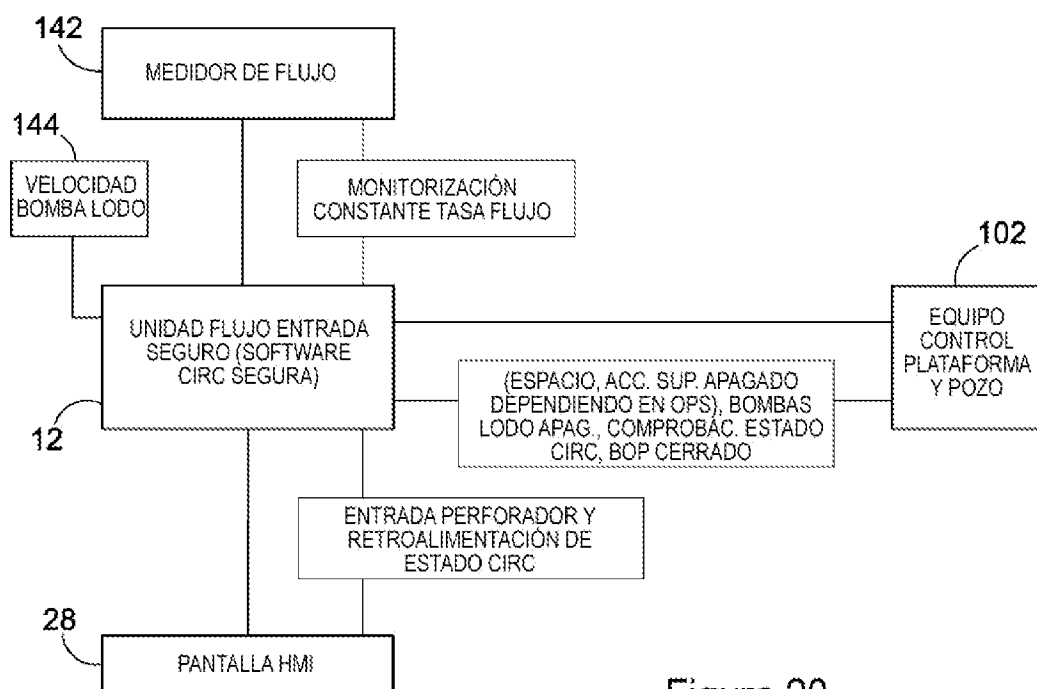 142
MEDIDOR DE FLUJO
144
VELOCIDAD
BOMBA LODO
MONITORIZACIÓN
CONSTANTE TASA FLUJO
102
EQUIPO
CONTROL
PLATAFORMA
Y POZO
UNIDAD FLUJO ENTRADA
SEGURO (SOFTWARE
CIRC SEGURA)
12
(ESPACIO, ACC. SUP. APAGADO
DEPENDIENDO EN OPS), BOMBAS
LODO APAG., COMPROBAC. ESTADO
CIRC, BOP CERRADO
ENTRADA PERFORADOR Y
RETROALIMENTACIÓN DE
ESTADO CIRC
28
PANTALLA HMI